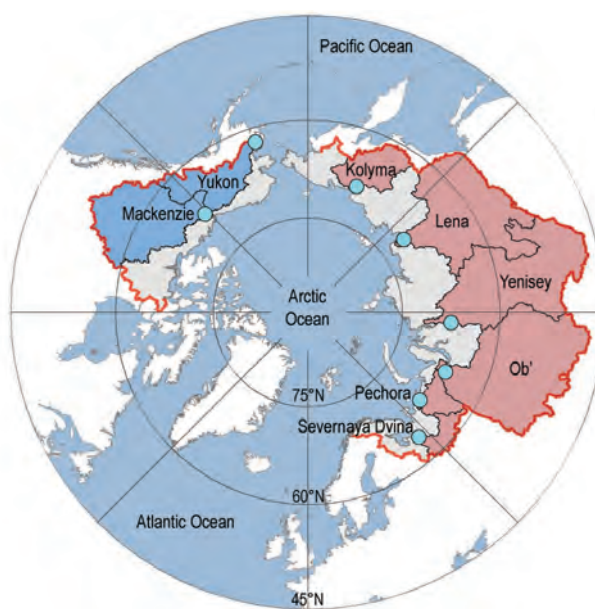 Pacific Ocean
Kolyma
Yukon
Mackenzie
Lena
Yenisey
Arctic
Ocean
Ob'
Pechora
75°N
Severnaya Dvina
60°N
Atlantic Ocean
45°N